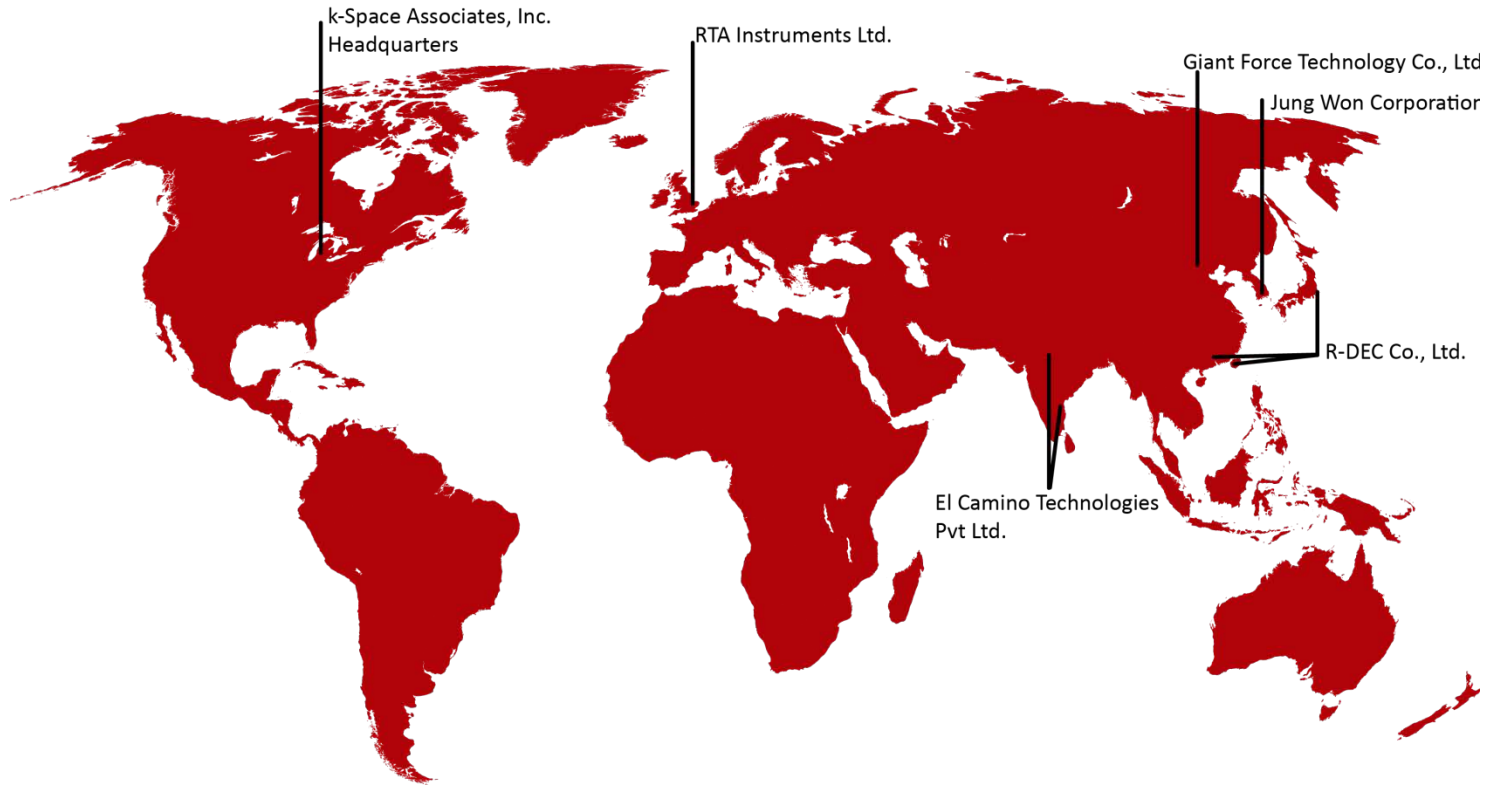 k-Space Associates, Inc.
Headquarters
RTA Instruments Ltd.
Giant Force Technology Co., Ltd
Jung Won Corporation
R-DEC Co., Ltd.
El Camino Technologies
Pvt Ltd.